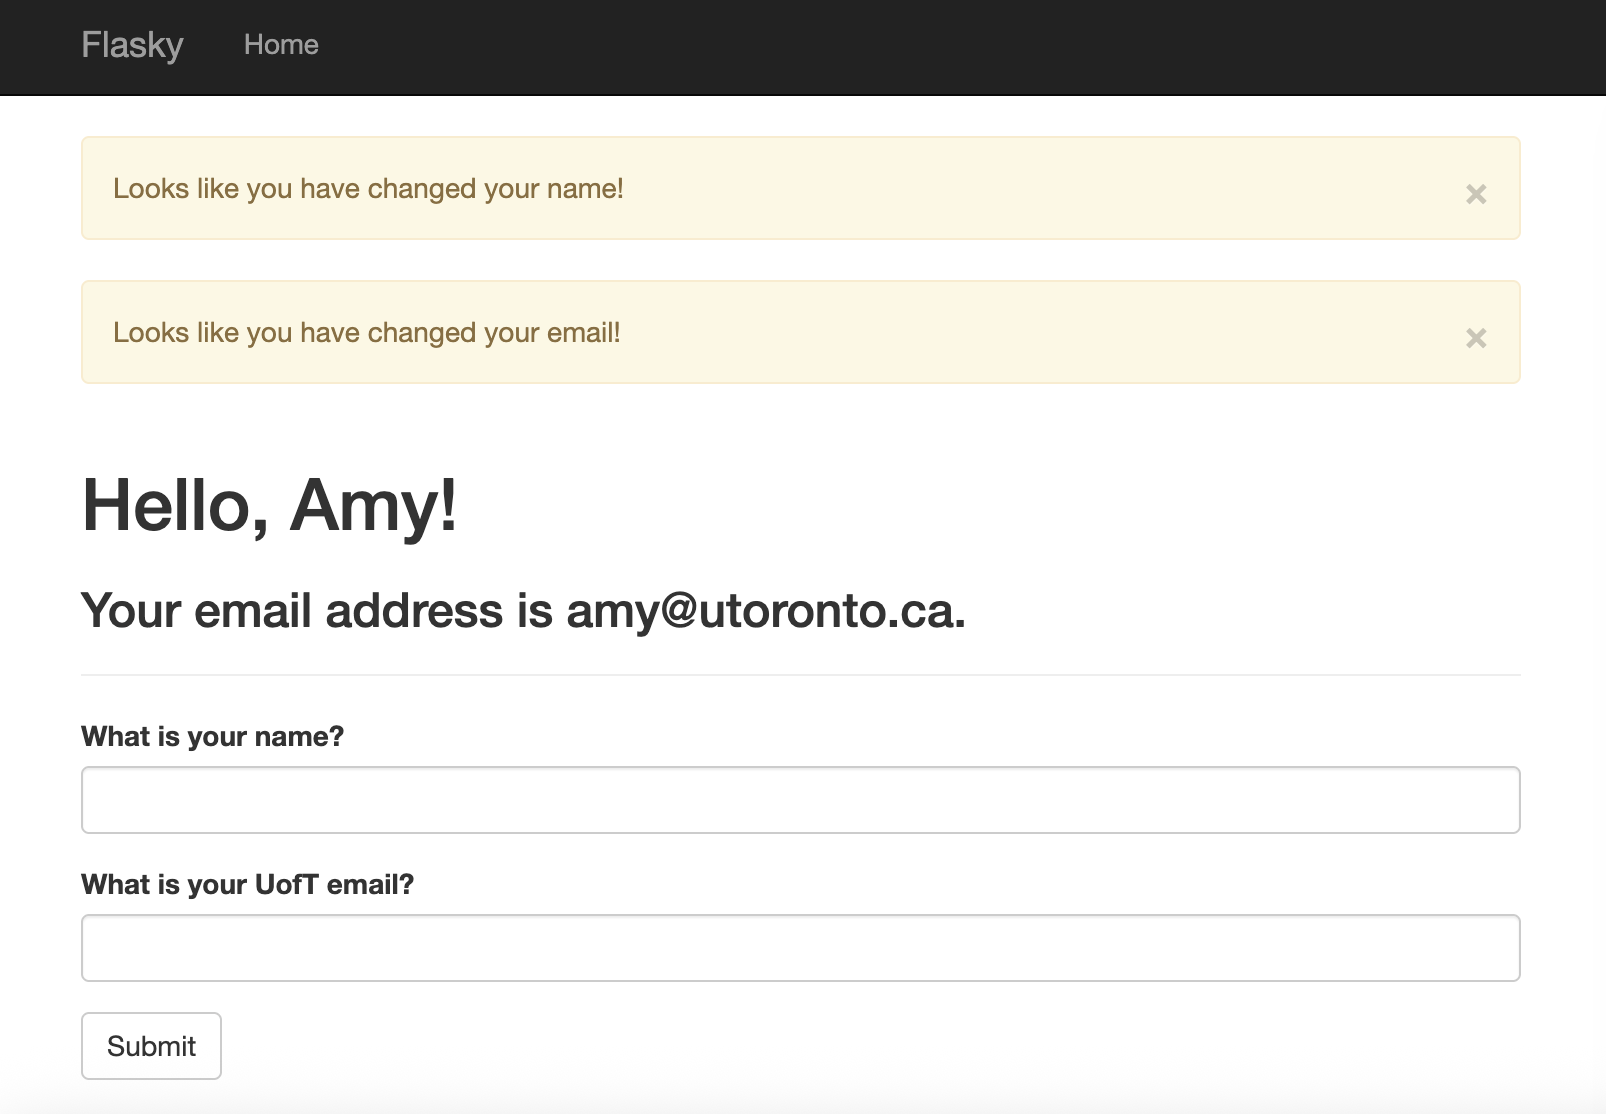 Flasky Home
Looks like you have changed your name! ×
Looks like you have changed your email! ×
Hello, Amy!
Your email address is amy@utoronto.ca.
What is your name?
What is your UofT email?
Submit